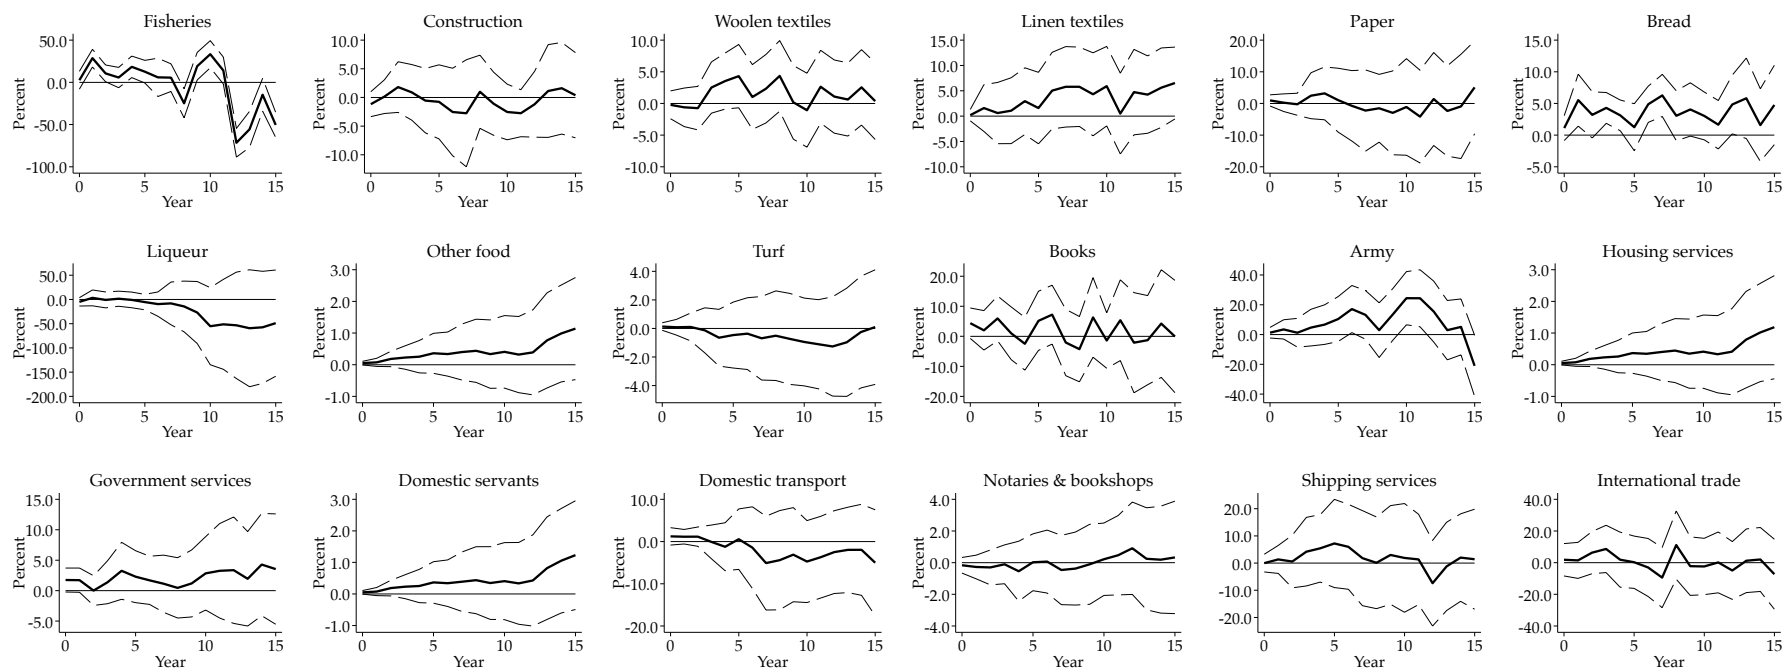 Fisheries Construction Woolen textiles Linen textiles Paper Bread
Percent 50.0 0.0 -50.0 -100.0 0 5 10 15 Year
Percent 10.0 5.0 0.0 -5.0 -10.0 0 5 10 15 Year
Percent 10.0 5.0 0.0 -5.0 -10.0 0 5 10 15 Year
Percent 15.0 10.0 5.0 0.0 -5.0 -10.0 0 5 10 15 Year
Percent 20.0 10.0 0.0 -10.0 -20.0 0 5 10 15 Year
Percent 15.0 10.0 5.0 0.0 -5.0 0 5 10 15 Year
Liqueur Other food Turf Books Army Housing services
Percent 50.0 0.0 -50.0 -100.0 -150.0 -200.0 0 5 10 15 Year
Percent 3.0 2.0 1.0 0.0 -1.0 0 5 10 15 Year
Percent 4.0 2.0 0.0 -2.0 -4.0 0 5 10 15 Year
Percent 20.0 10.0 0.0 -10.0 -20.0 0 5 10 15 Year
Percent 40.0 20.0 0.0 -20.0 -40.0 0 5 10 15 Year
Percent 3.0 2.0 1.0 0.0 -1.0 0 5 10 15 Year
Government services Domestic servants Domestic transport Notaries & bookshops Shipping services International trade
Percent 15.0 10.0 5.0 0.0 -5.0 0 5 10 15 Year
Percent 3.0 2.0 1.0 0.0 -1.0 0 5 10 15 Year
Percent 10.0 0.0 -10.0 -20.0 0 5 10 15 Year
Percent 4.0 2.0 0.0 -2.0 -4.0 0 5 10 15 Year
Percent 20.0 10.0 0.0 -10.0 -20.0 0 5 10 15 Year
Percent 40.0 20.0 0.0 -20.0 -40.0 0 5 10 15 Year